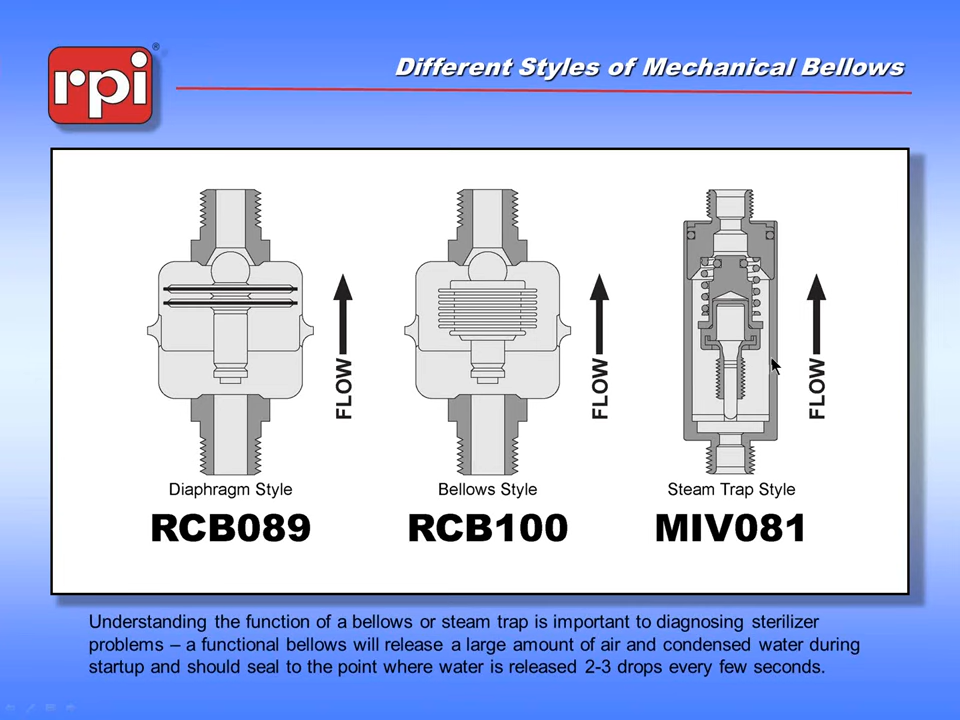 rpi®
Different Styles of Mechanical Bellows
FLOW
FLOW
FLOW
Diaphragm Style
Bellows Style
Steam Trap Style
RCB089
RCB100
MIV081
Understanding the function of a bellows or steam trap is important to diagnosing sterilizer
problems – a functional bellows will release a large amount of air and condensed water during
startup and should seal to the point where water is released 2-3 drops every few seconds.